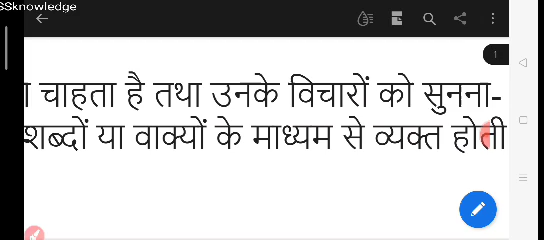 SSknowledge
1
चाहता है तथा उनके विचारों को सुनना-
शब्दों या वाक्यों के माध्यम से व्यक्त होती